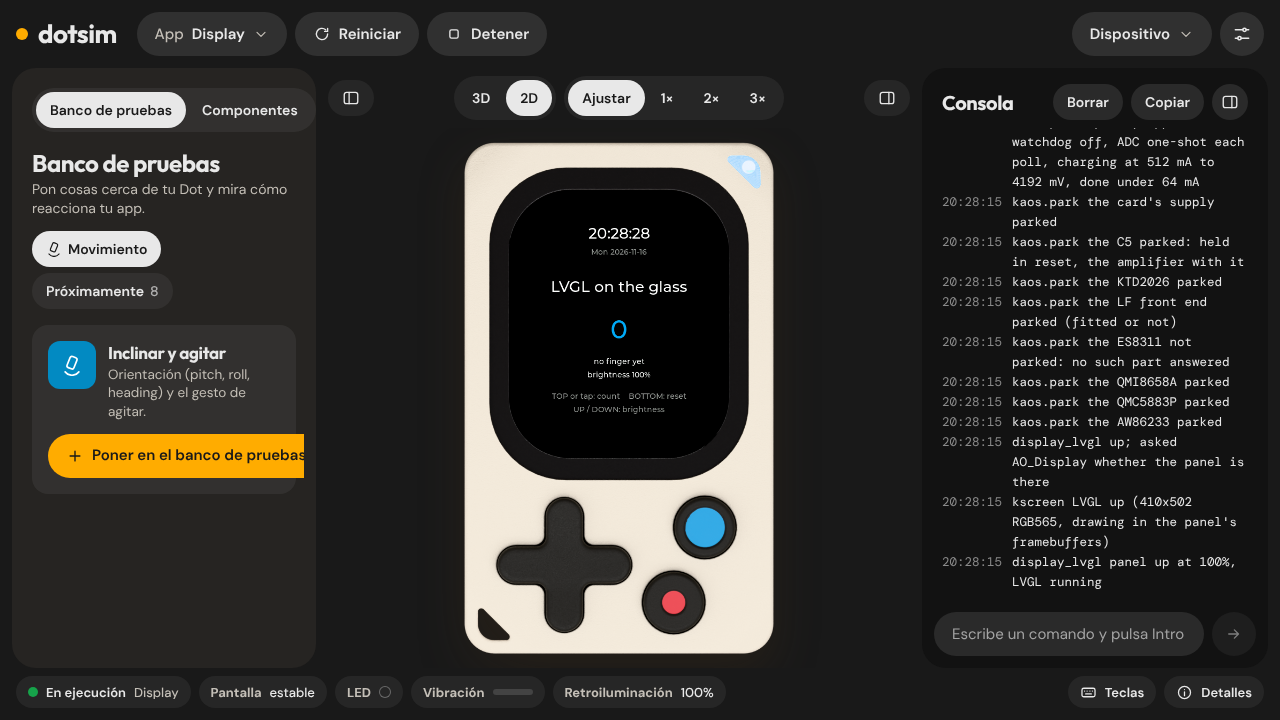 dotsim
App Display
Reiniciar
Detener
Dispositivo
Banco de pruebas
Componentes
Banco de pruebas
Pon cosas cerca de tu Dot y mira cómo
reacciona tu app.
Movimiento
Próximamente 8
Inclinar y agitar
Orientación (pitch, roll,
heading) y el gesto de
agitar.
+ Poner en el banco de pruebas
3D
2D
Ajustar
1×
2×
3×
20:28:28
Mon 2026-11-16
LVGL on the glass
0
no finger yet
brightness 100%
TOP or tap: count BOTTOM: reset
UP / DOWN: brightness
Consola
Borrar
Copiar
watchdog off, ADC one-shot each
poll, charging at 512 mA to
4192 mV, done under 64 mA
20:28:15 kaos.park the card's supply
parked
20:28:15 kaos.park the C5 parked: held
in reset, the amplifier with it
20:28:15 kaos.park the KTD2026 parked
20:28:15 kaos.park the LF front end
parked (fitted or not)
20:28:15 kaos.park the ES8311 not
parked: no such part answered
20:28:15 kaos.park the QMI8658A parked
20:28:15 kaos.park the QMC5883P parked
20:28:15 kaos.park the AW86233 parked
20:28:15 display_lvgl up; asked
AO_Display whether the panel is
there
20:28:15 kscreen LVGL up (410x502
RGB565, drawing in the panel's
framebuffers)
20:28:15 display_lvgl panel up at 100%,
LVGL running
Escribe un comando y pulsa Intro
En ejecución Display
Pantalla estable
LED
Vibración
Retroiluminación 100%
Teclas
Detalles